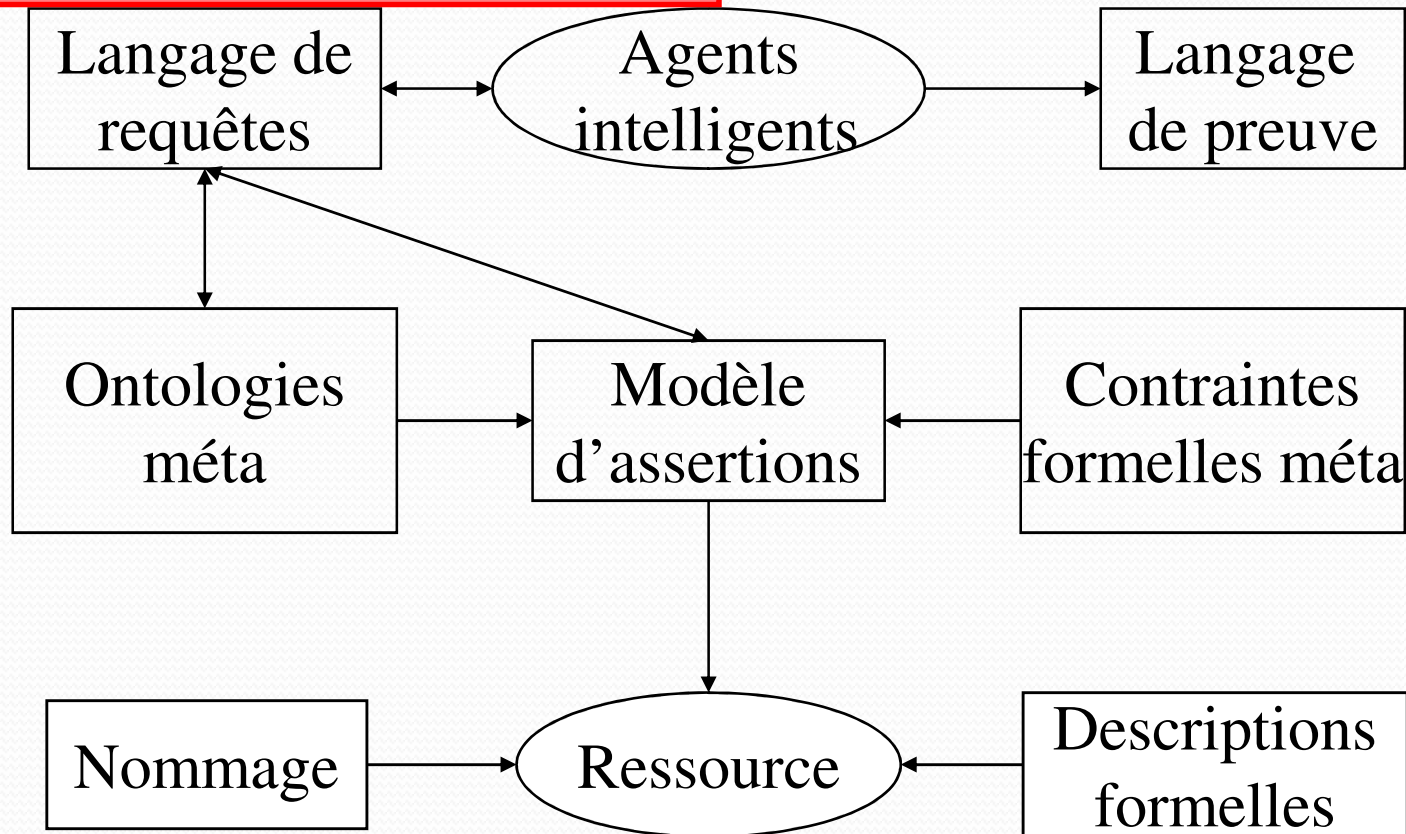 Langage de
requêtes
Agents
intelligents
Langage
de preuve
Ontologies
méta
Modèle
d’assertions
Contraintes
formelles méta
Nommage
Ressource
Descriptions
formelles